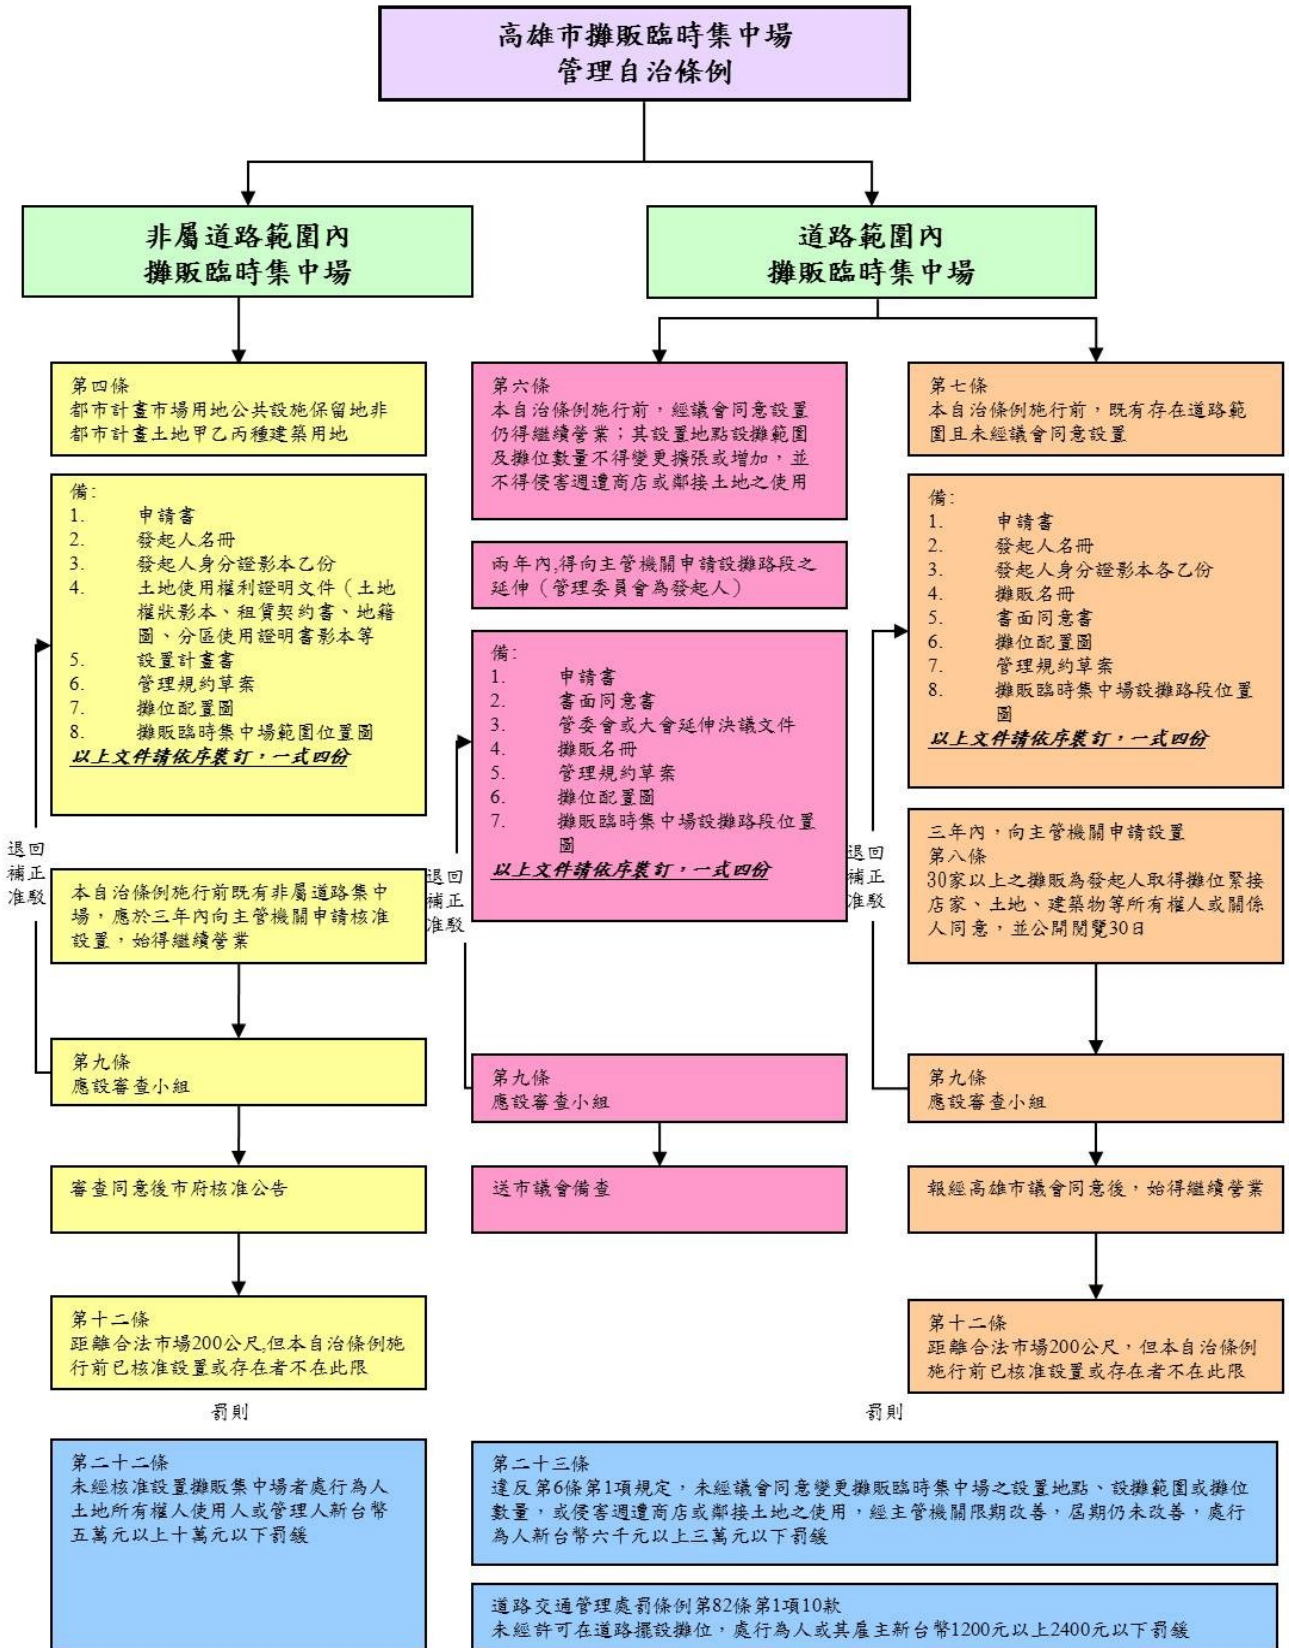 高雄市攤販臨時集中場
管理自治條例
非屬道路範圍內
攤販臨時集中場
道路範圍內
攤販臨時集中場
第四條
都市計畫市場用地公共設施保留地非
都市計畫土地甲乙丙種建築用地
備:
1. 申請書
2. 發起人名冊
3. 發起人身分證影本乙份
4. 土地使用權利證明文件（土地
權狀影本、租賃契約書、地籍
圖、分區使用證明書影本等
5. 設置計畫書
6. 管理規約草案
7. 攤位配置圖
8. 攤販臨時集中場範圍位置圖
以上文件請依序裝訂，一式四份
退回
補正
准駁
本自治條例施行前既有非屬道路集中
場，應於三年內向主管機關申請核准
設置，始得繼續營業
第九條
應設審查小組
審查同意後市府核准公告
第十二條
距離合法市場200公尺,但本自治條例施
行前已核准設置或存在者不在此限
罰則
第二十二條
未經核准設置攤販集中場者處行為人
土地所有權人使用人或管理人新台幣
五萬元以上十萬元以下罰鍰
第六條
本自治條例施行前，經議會同意設置
仍得繼續營業；其設置地點設攤範圍
及攤位數量不得變更擴張或增加，並
不得侵害週遭商店或鄰接土地之使用
兩年內,得向主管機關申請設攤路段之
延伸（管理委員會為發起人）
備:
1. 申請書
2. 書面同意書
3. 管委會或大會延伸決議文件
4. 攤販名冊
5. 管理規約草案
6. 攤位配置圖
7. 攤販臨時集中場設攤路段位置
圖
以上文件請依序裝訂，一式四份
退回
補正
准駁
第九條
應設審查小組
送市議會備查
第七條
本自治條例施行前，既有存在道路範
圍且未經議會同意設置
備:
1. 申請書
2. 發起人名冊
3. 發起人身分證影本各乙份
4. 攤販名冊
5. 書面同意書
6. 攤位配置圖
7. 管理規約草案
8. 攤販臨時集中場設攤路段位置
圖
以上文件請依序裝訂，一式四份
退回
補正
准駁
三年內，向主管機關申請設置
第八條
30家以上之攤販為發起人取得攤位緊接
店家、土地、建築物等所有權人或關係
人同意，並公開閱覽30日
第九條
應設審查小組
報經高雄市議會同意後，始得繼續營業
第十二條
距離合法市場200公尺，但本自治條例
施行前已核准設置或存在者不在此限
罰則
第二十三條
違反第6條第1項規定，未經議會同意變更攤販臨時集中場之設置地點、設攤範圍或攤位
數量，或侵害週遭商店或鄰接土地之使用，經主管機關限期改善，屆期仍未改善，處行
為人新台幣六千元以上三萬元以下罰鍰
道路交通管理處罰條例第82條第1項10款
未經許可在道路擺設攤位，處行為人或其雇主新台幣1200元以上2400元以下罰鍰